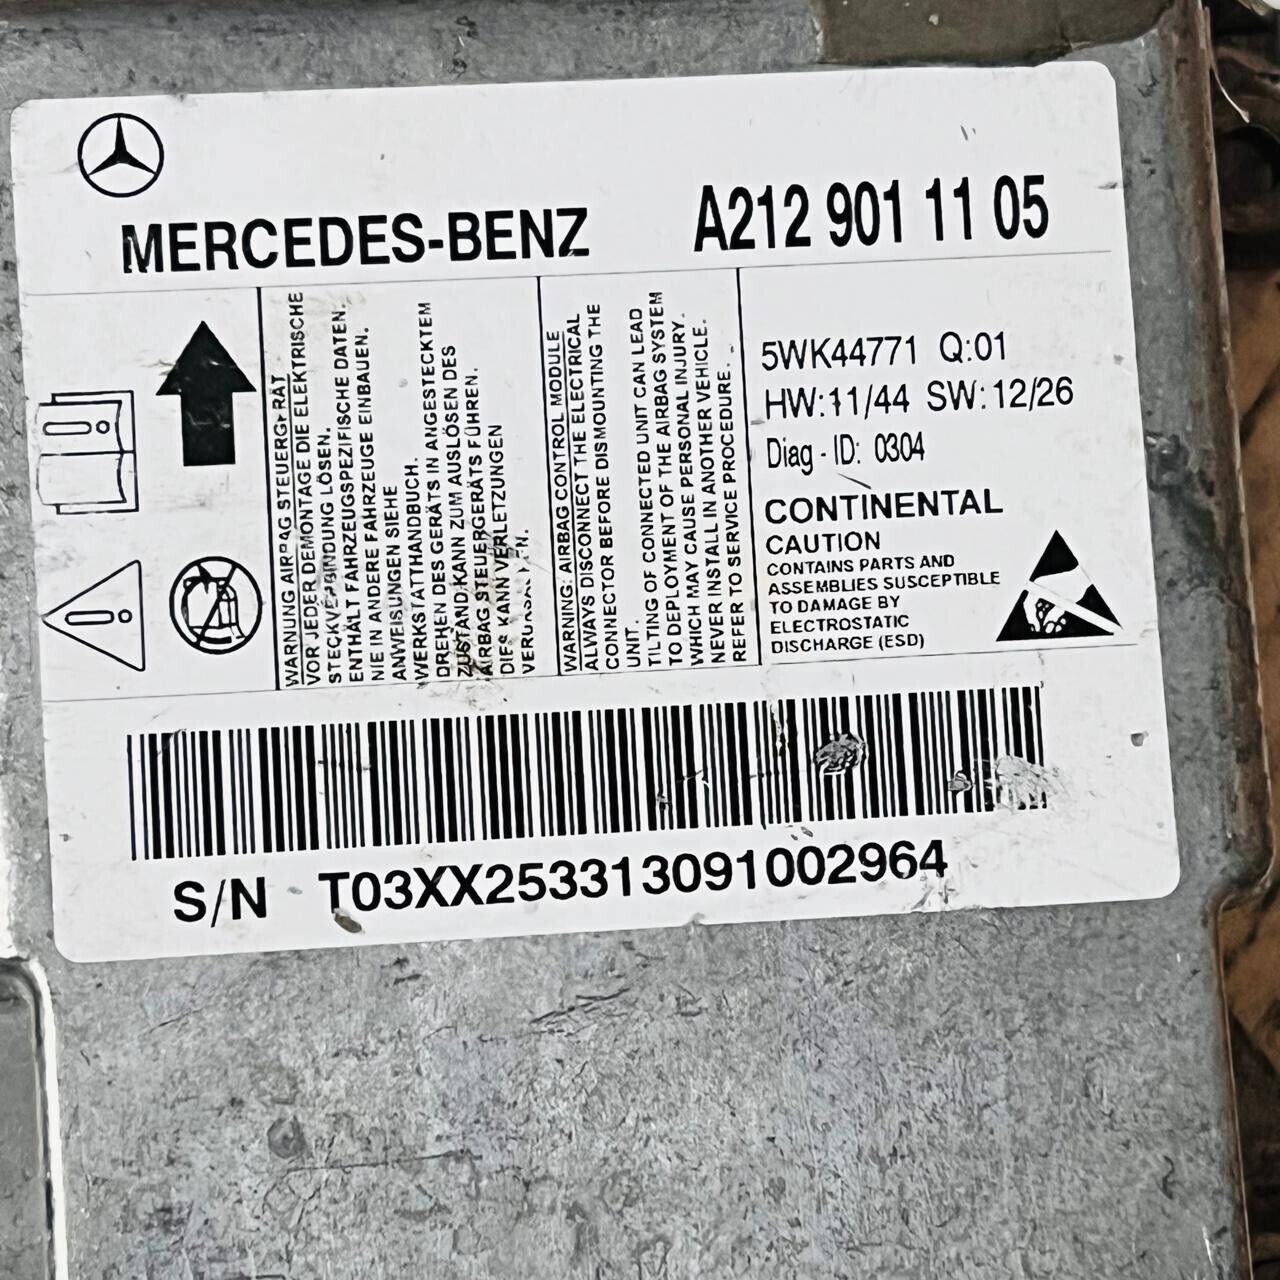 MERCEDES-BENZ
A212 901 11 05
WARNUNG AIRBAG STEUERGERÄT
VOR JEDER DEMONTAGE DIE ELEKTRISCHE
STECKVERBINDUNG LÖSEN.
ENTHÄLT FAHRZEUGSPEZIFISCHE DATEN.
NIE IN ANDERE FAHRZEUGE EINBAUEN.
ANWEISUNGEN SIEHE
WERKSTATTHANDBUCH.
DREHEN DES GERÄTS IN ANGESTECKTEM
ZUSTAND KANN ZUM AUSLÖSEN DES
AIRBAG STEUERGERÄTS FÜHREN.
DIES KANN VERLETZUNGEN
WARNING: AIRBAG CONTROL MODULE
ALWAYS DISCONNECT THE ELECTRICAL
CONNECTOR BEFORE DISMOUNTING THE
UNIT.
TILTING OF CONNECTED UNIT CAN LEAD
TO DEPLOYMENT OF THE AIRBAG SYSTEM
WHICH MAY CAUSE PERSONAL INJURY.
NEVER INSTALL IN ANOTHER VEHICLE.
REFER TO SERVICE PROCEDURE.
5WK44771 Q:01
HW:11/44 SW:12/26
Diag - ID: 0304
CONTINENTAL
CAUTION
CONTAINS PARTS AND
ASSEMBLIES SUSCEPTIBLE
TO DAMAGE BY
ELECTROSTATIC
DISCHARGE (ESD)
S/N T03XX253313091002964